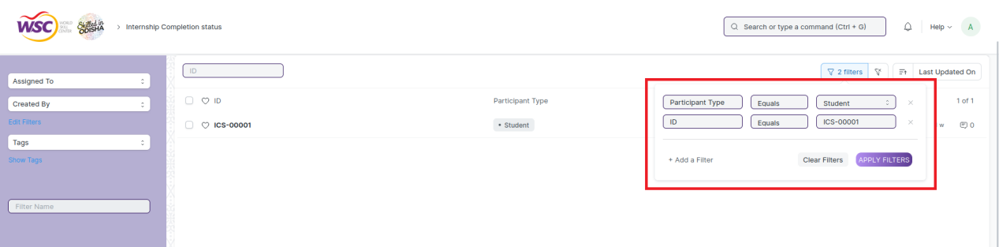 WSC WORLD SKILL CENTER Skilled in ODISHA > Internship Completion status Search or type a command (Ctrl + G) Help A
Assigned To
Created By
Edit Filters
Tags
Show Tags
Filter Name
ID 2 filters Last Updated On
ID Participant Type 1 of 1
ICS-00001 • Student w 0
Participant Type Equals Student ×
ID Equals ICS-00001 ×
+ Add a Filter Clear Filters APPLY FILTERS